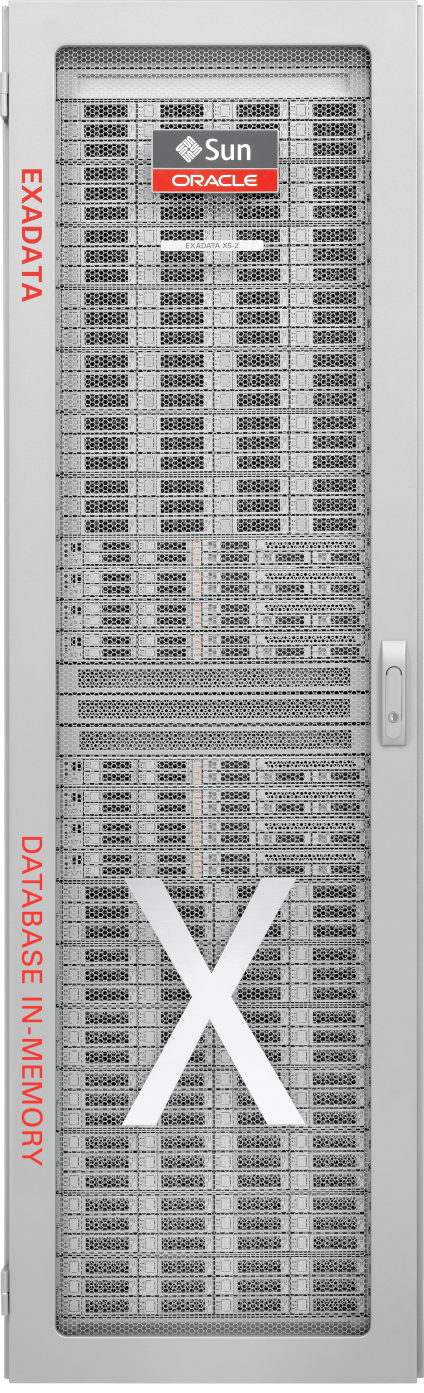 Sun
ORACLE
EXADATA X5-2
EXADATA
DATABASE IN-MEMORY
X